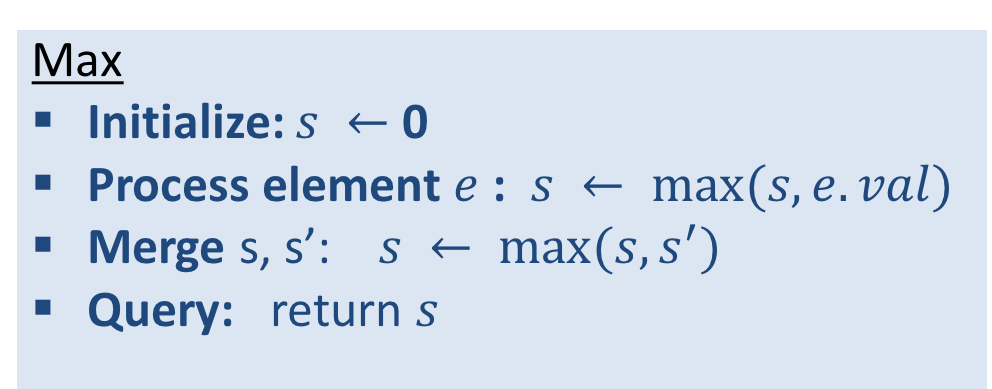 Max
▪ Initialize: s ← 0
▪ Process element e : s ← max(s, e.val)
▪ Merge s, s’: s ← max(s, s′)
▪ Query: return s